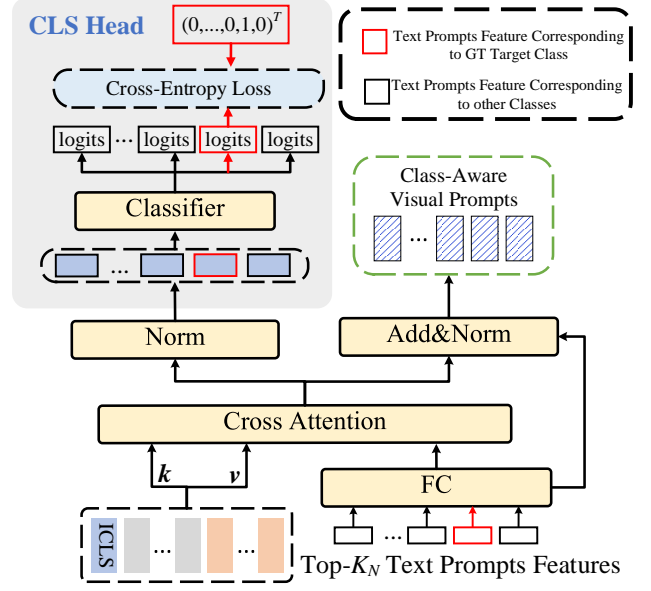 CLS Head
(0,...,0,1,0)^T
Cross-Entropy Loss
logits ... logits logits logits
Classifier
...
Norm
Text Prompts Feature Corresponding
to GT Target Class
Text Prompts Feature Corresponding
to other Classes
Class-Aware
Visual Prompts
...
Add&Norm
Cross Attention
k
v
FC
ICLS
... ...
...
Top-K_N Text Prompts Features